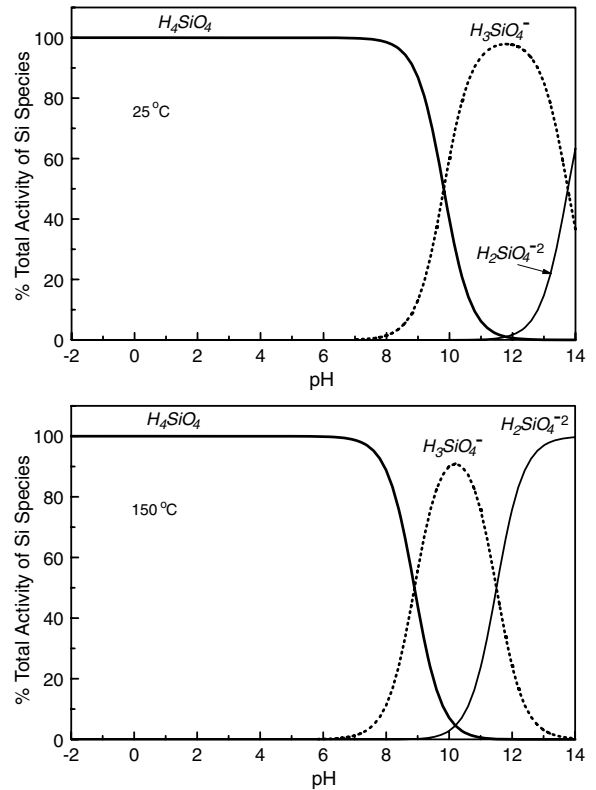 H₄SiO₄
H₃SiO₄⁻
100
80
25 °C
60
40
H₂SiO₄⁻²
20
0
-2 0 2 4 6 8 10 12 14
pH
% Total Activity of Si Species
H₄SiO₄
H₃SiO₄⁻
H₂SiO₄⁻²
100
80
150 °C
60
40
20
0
-2 0 2 4 6 8 10 12 14
pH
% Total Activity of Si Species